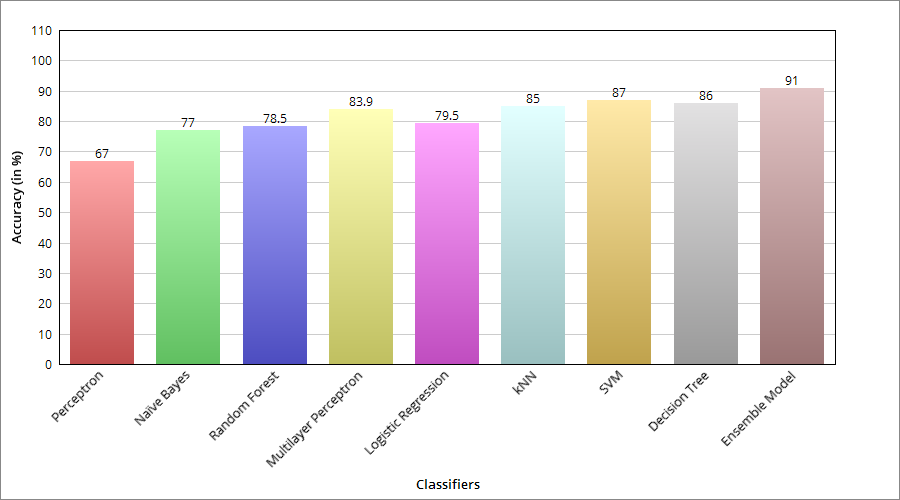 110
100
90
80
70
60
50
40
30
20
10
0
Accuracy (in %)
67
77
78.5
83.9
79.5
85
87
86
91
Perceptron
Naïve Bayes
Random Forest
Multilayer Perceptron
Logistic Regression
kNN
SVM
Decision Tree
Ensemble Model
Classifiers